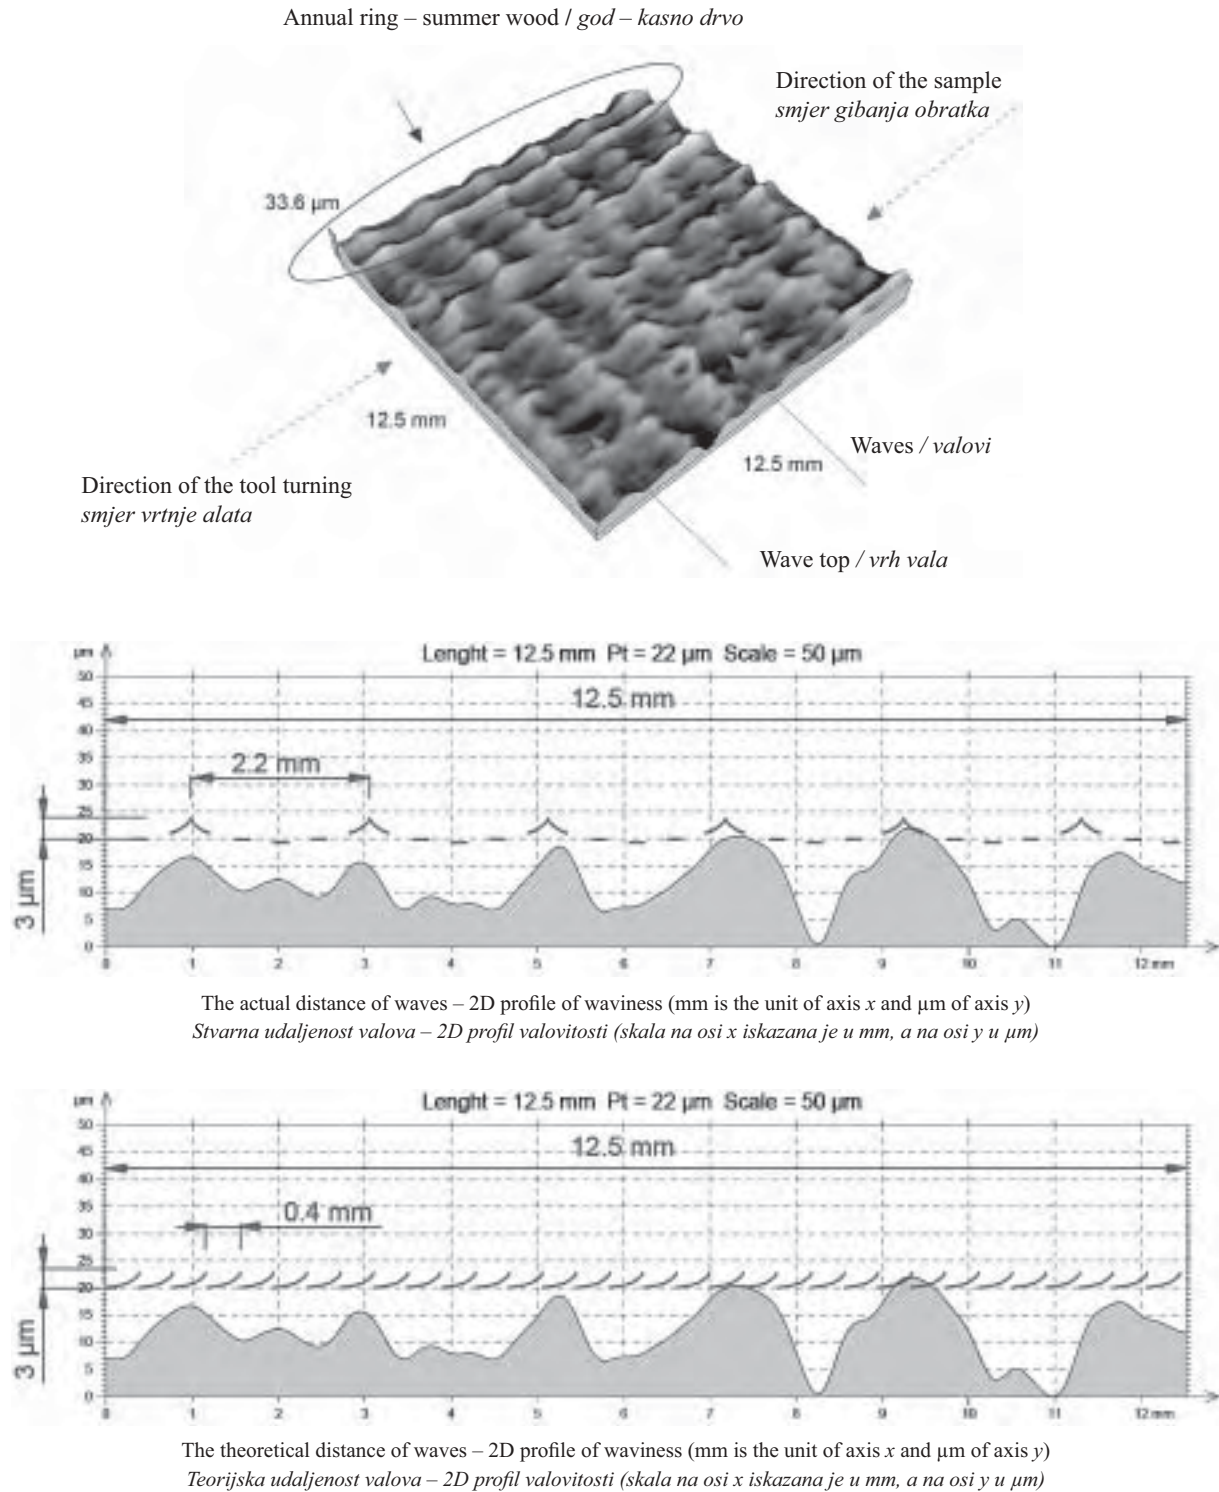 Annual ring – summer wood / god – kasno drvo
Direction of the sample
smjer gibanja obratka
33.6 µm
12.5 mm
Waves / valovi
12.5 mm
Direction of the tool turning
smjer vrtnje alata
Wave top / vrh vala
µm
Lenght = 12.5 mm Pt = 22 µm Scale = 50 µm
50
45
12.5 mm
40
35
2.2 mm
30
25
20
15
10
5
0
3 µm
0 1 2 3 4 5 6 7 8 9 10 11 12 mm
The actual distance of waves – 2D profile of waviness (mm is the unit of axis x and µm of axis y)
Stvarna udaljenost valova – 2D profil valovitosti (skala na osi x iskazana je u mm, a na osi y u µm)
µm
Lenght = 12.5 mm Pt = 22 µm Scale = 50 µm
50
45
12.5 mm
40
35
0.4 mm
30
25
20
15
10
5
0
3 µm
0 1 2 3 4 5 6 7 8 9 10 11 12 mm
The theoretical distance of waves – 2D profile of waviness (mm is the unit of axis x and µm of axis y)
Teorijska udaljenost valova – 2D profil valovitosti (skala na osi x iskazana je u mm, a na osi y u µm)